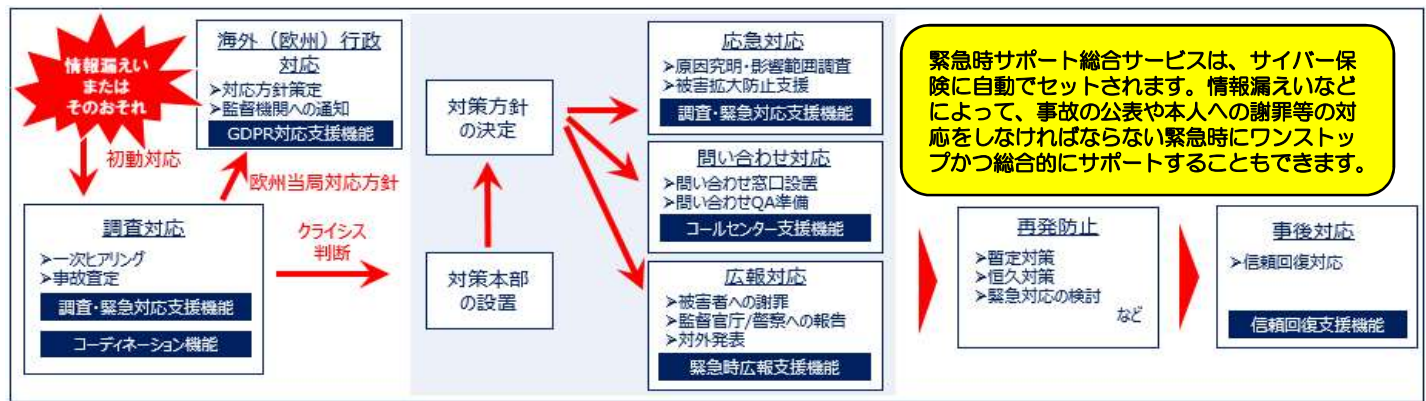 情報漏えい
または
そのおそれ
初動対応
海外（欧州）行政
対応
➢対応方針策定
➢監督機関への通知
GDPR対応支援機能
欧州当局対応方針
調査対応
➢一次ヒアリング
➢事故査定
調査・緊急対応支援機能
コーディネーション機能
クライシス
判断
対策方針
の決定
対策本部
の設置
応急対応
➢原因究明・影響範囲調査
➢被害拡大防止支援
調査・緊急対応支援機能
問い合わせ対応
➢問い合わせ窓口設置
➢問い合わせQA準備
コールセンター支援機能
広報対応
➢被害者への謝罪
➢監督官庁/警察への報告
➢対外発表
緊急時広報支援機能
緊急時サポート総合サービスは、サイバー保
険に自動でセットされます。情報漏えいなど
によって、事故の公表や本人への謝罪等の対
応をしなければならない緊急時にワンストッ
プかつ総合的にサポートすることもできます。
再発防止
➢暫定対策
➢恒久対策
➢緊急対応の検討
など
事後対応
➢信頼回復対応
信頼回復支援機能